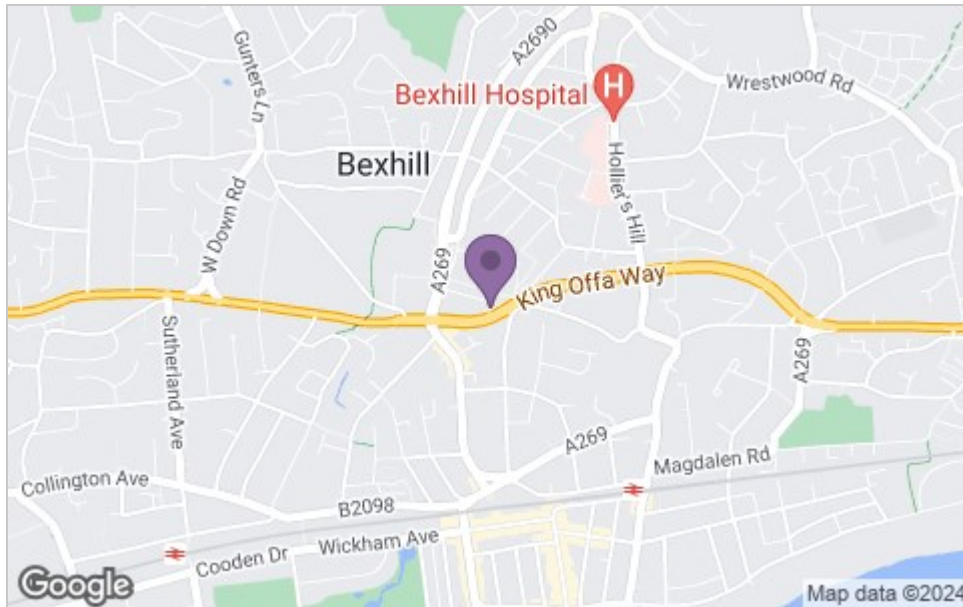 Gunters Ln
A2690
Bexhill Hospital
H
Wrestwood Rd
Bexhill
Hollier's Hill
W Down Rd
A269
King Offa Way
Sutherland Ave
A269
A269
Magdalen Rd
Collington Ave
B2098
Wickham Ave
Cooden Dr
Google
Map data ©2024